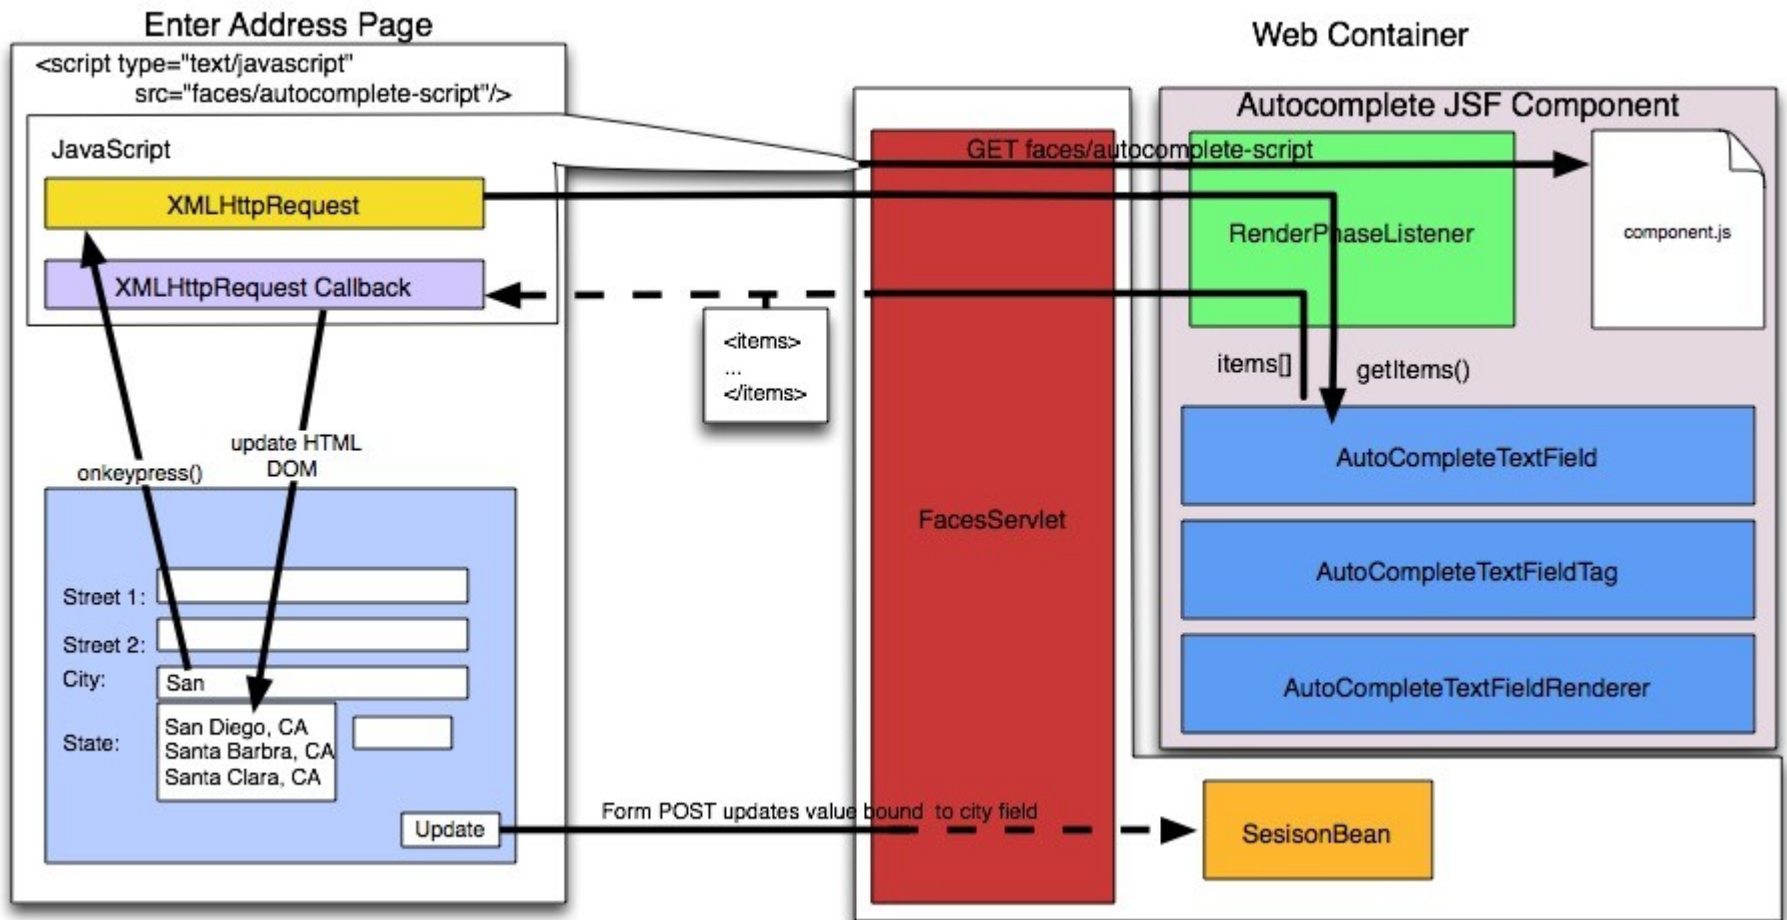 Enter Address Page
Web Container
<script type="text/javascript"
src="faces/autocomplete-script"/>
JavaScript
XMLHttpRequest
XMLHttpRequest Callback
<items>
...
</items>
onkeypress()
update HTML
DOM
Street 1:
Street 2:
City:
San
State:
San Diego, CA
Santa Barbra, CA
Santa Clara, CA
Update
Form POST updates value bound to city field
FacesServlet
Autocomplete JSF Component
GET faces/autocomplete-script
RenderPhaseListener
component.js
items[]
getItems()
AutoCompleteTextField
AutoCompleteTextFieldTag
AutoCompleteTextFieldRenderer
SesisonBean